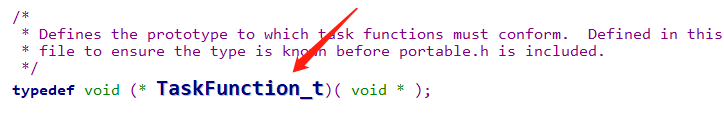 /*
* Defines the prototype to which task functions must conform.  Defined in this
* file to ensure the type is known before portable.h is included.
*/
typedef void (* TaskFunction_t)( void * );